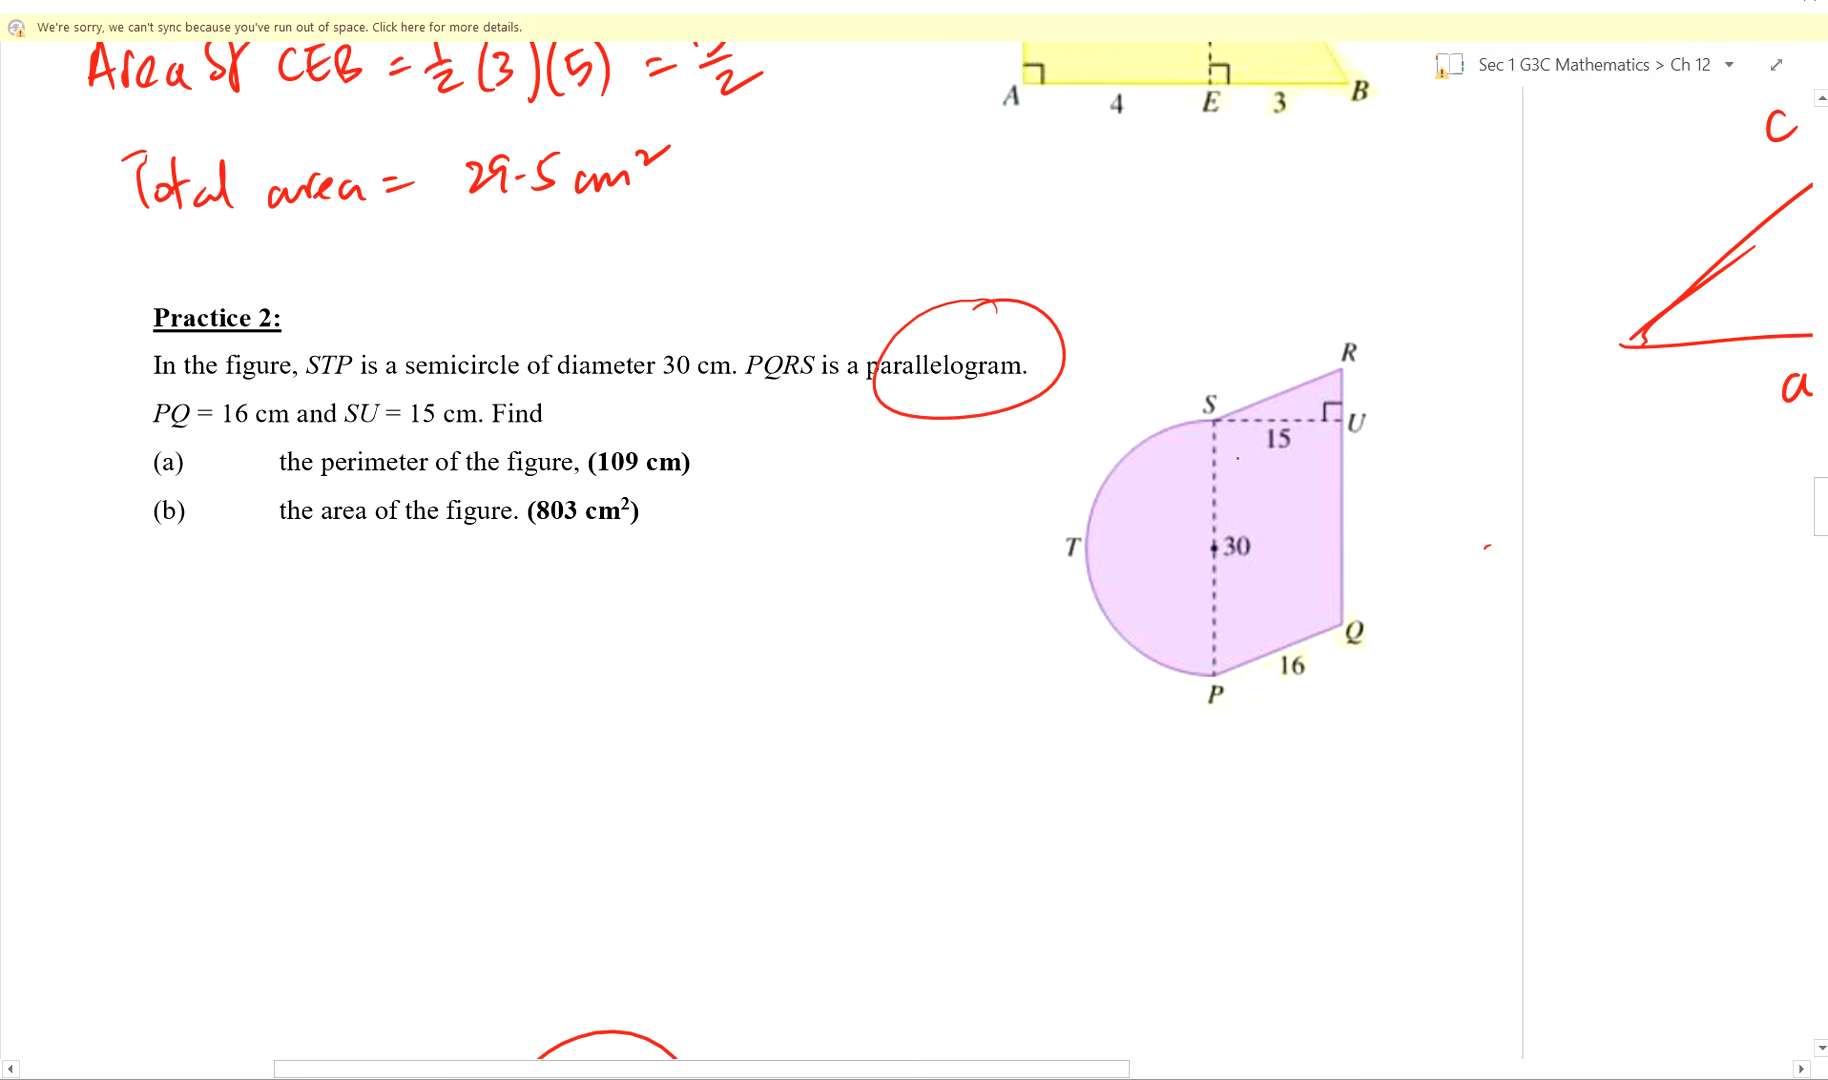 We're sorry, we can't sync because you've run out of space. Click here for more details.
Sec 1 G3C Mathematics > Ch 12
Area of CEB = 1/2 (3)(5) =
A 4 E 3 B
Total area = 29.5 cm²
C
a
Practice 2:
In the figure, STP is a semicircle of diameter 30 cm. PQRS is a parallelogram.
PQ = 16 cm and SU = 15 cm. Find
(a) the perimeter of the figure, (109 cm)
(b) the area of the figure. (803 cm²)
R
S
U
15
T
30
Q
16
P